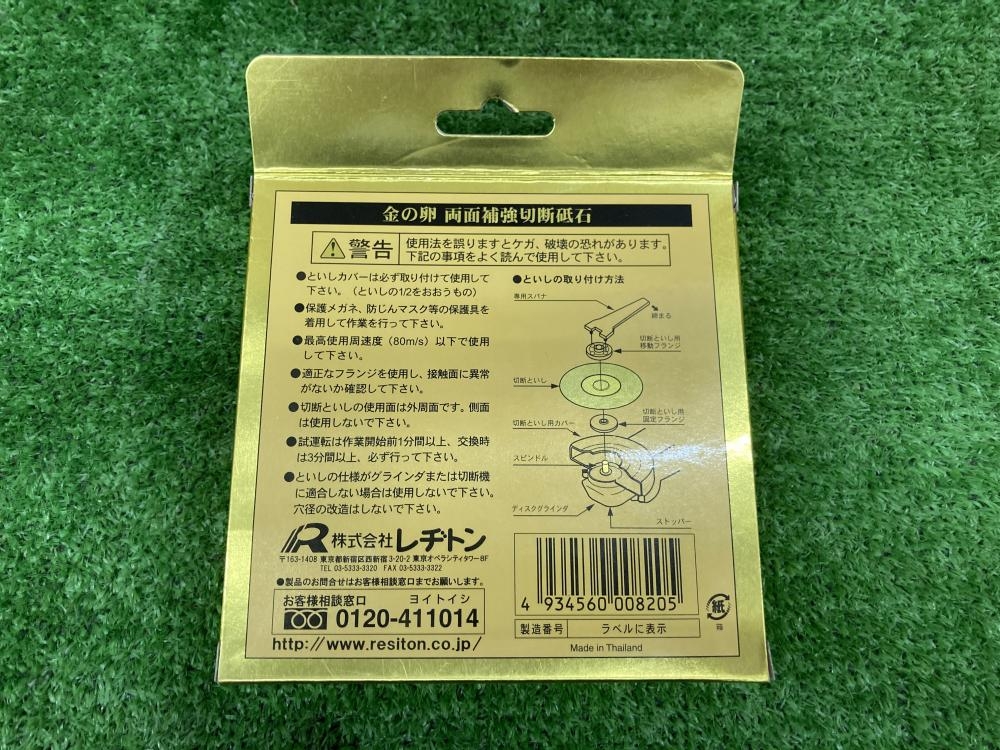 金の卵 両面補強切断砥石
警告
使用法を誤りますとケガ、破壊の恐れがあります。
下記の事項をよく読んで使用して下さい。
●といしカバーは必ず取り付けて使用して
下さい。（といしの1/2をおおうもの）
●保護メガネ、防じんマスク等の保護具を
着用して作業を行って下さい。
●最高使用周速度（80m/s）以下で使用
して下さい。
●適正なフランジを使用し、接触面に異常
がないか確認して下さい。
●切断といしの使用面は外周面です。側面
は使用しないで下さい。
●試運転は作業開始前1分間以上、交換時
は3分間以上、必ず行って下さい。
●といしの仕様がグラインダまたは切断機
に適合しない場合は使用しないで下さい。
穴径の改造はしないで下さい。
●といしの取り付け方法
専用スパナ
締まる
切断といし用
移動フランジ
切断といし
切断といし用
固定フランジ
切断といし用カバー
スピンドル
ディスクグラインダ
ストッパー
株式会社レヂトン
〒163-1408 東京都新宿区西新宿3-20-2 東京オペラシティタワー8F
TEL 03-5333-3320 FAX 03-5333-3322
●製品のお問合せはお客様相談窓口までお願いします。
お客様相談窓口 ヨイトイシ
0120-411014
http://www.resiton.co.jp/
4 934560 008205
製造番号 ラベルに表示
Made in Thailand
紙
箱